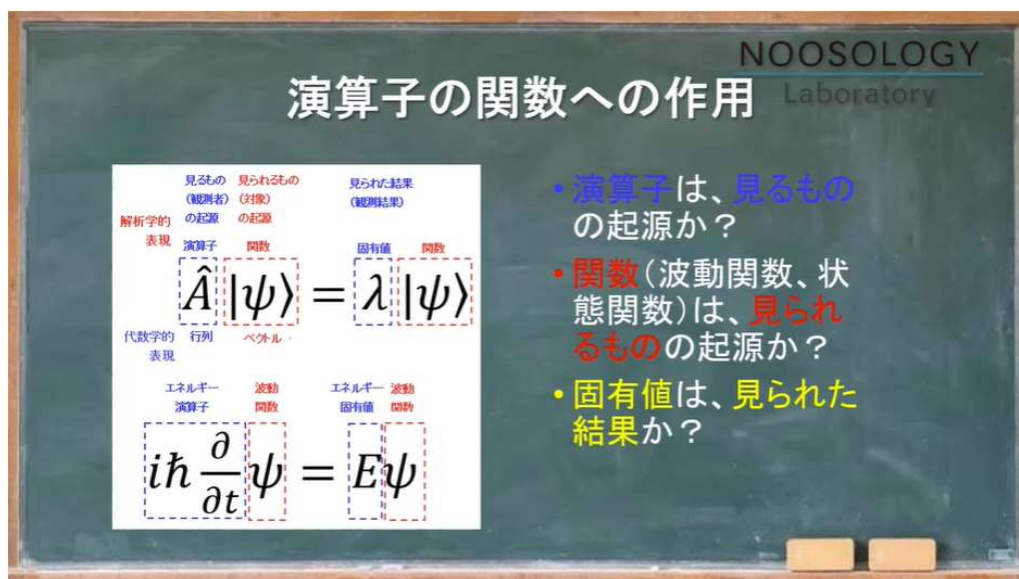 NOOSOLOGY
Laboratory
演算子の関数への作用
見るもの 見られるもの 見られた結果
(観測者) (対象) (観測結果)
の起源 の起源
解析学的
表現
演算子 関数 固有値 関数
Â |ψ⟩ = λ |ψ⟩
代数学的
表現
行列 ベクトル
エネルギー 波動 エネルギー 波動
演算子 関数 固有値 関数
iℏ ∂/∂t ψ = Eψ
•演算子は、見るもの
の起源か?
•関数(波動関数、状
態関数)は、見られ
るものの起源か?
•固有値は、見られた
結果か?